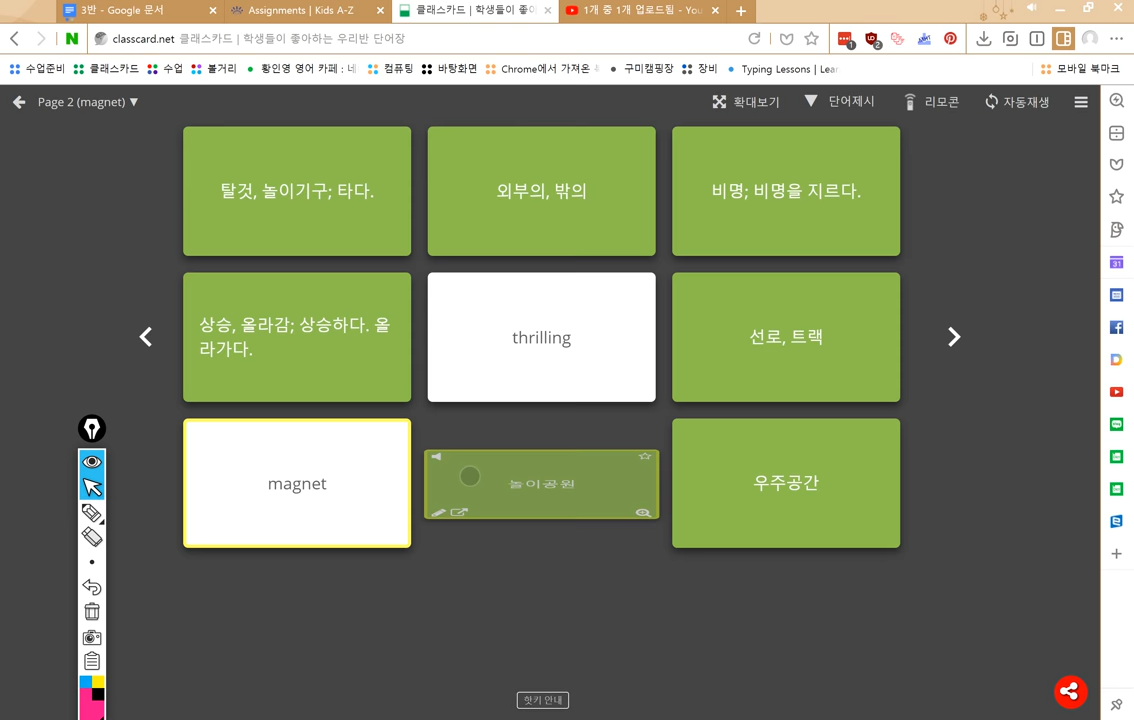 3반 - Google 문서
Assignments | Kids A-Z
클래스카드 | 학생들이 좋아
1개 중 1개 업로드됨 - You
N
classcard.net 클래스카드 | 학생들이 좋아하는 우리반 단어장
1
2
수업준비
클래스카드
수업
볼거리
황인영 영어 카페 : 네
컴퓨팅
바탕화면
Chrome에서 가져온
구미캠핑장
장비
Typing Lessons | Lear
모바일 북마크
Page 2 (magnet) ▼
확대보기
단어제시
리모콘
자동재생
탈것, 놀이기구; 타다.
외부의, 밖의
비명; 비명을 지르다.
상승, 올라감; 상승하다. 올
라가다.
thrilling
선로, 트랙
magnet
놀이공원
우주공간
31
핫키 안내